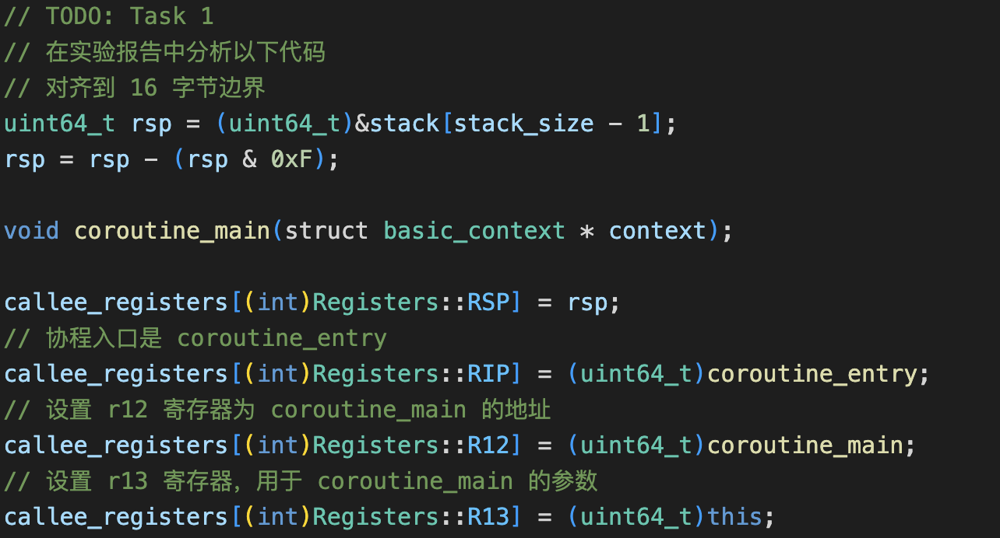 // TODO: Task 1
// 在实验报告中分析以下代码
// 对齐到 16 字节边界
uint64_t rsp = (uint64_t)&stack[stack_size - 1];
rsp = rsp - (rsp & 0xF);
void coroutine_main(struct basic_context * context);
callee_registers[(int)Registers::RSP] = rsp;
// 协程入口是 coroutine_entry
callee_registers[(int)Registers::RIP] = (uint64_t)coroutine_entry;
// 设置 r12 寄存器为 coroutine_main 的地址
callee_registers[(int)Registers::R12] = (uint64_t)coroutine_main;
// 设置 r13 寄存器，用于 coroutine_main 的参数
callee_registers[(int)Registers::R13] = (uint64_t)this;